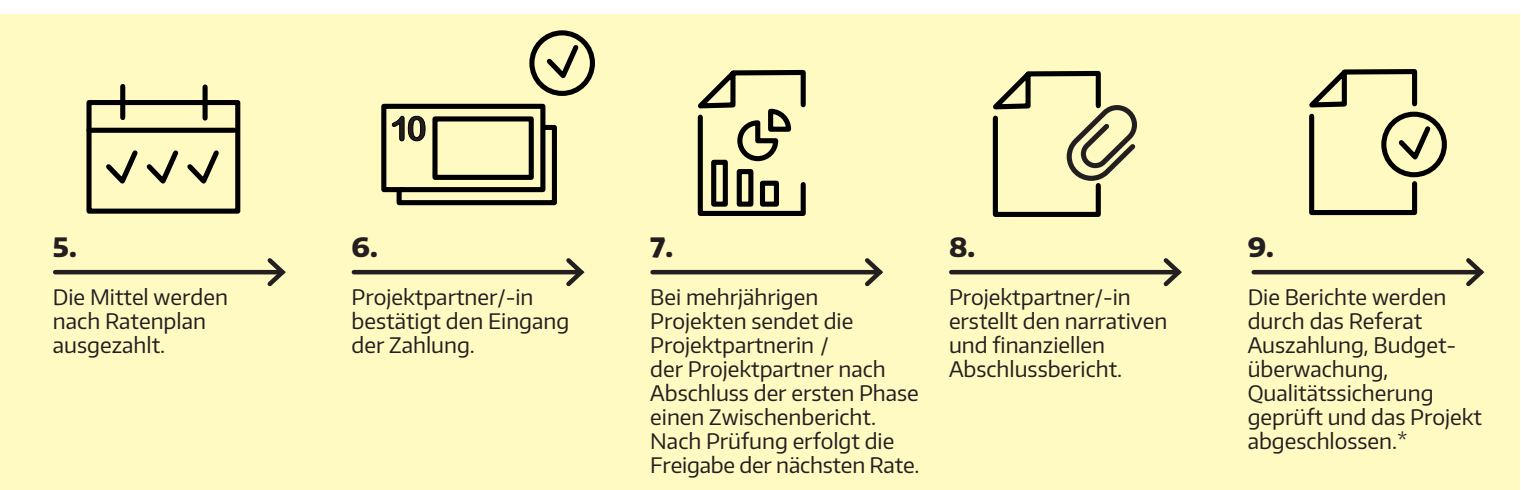 10
5.
Die Mittel werden
nach Ratenplan
ausgezahlt.
6.
Projektpartner/-in
bestätigt den Eingang
der Zahlung.
7.
Bei mehrjährigen
Projekten sendet die
Projektpartnerin /
der Projektpartner nach
Abschluss der ersten Phase
einen Zwischenbericht.
Nach Prüfung erfolgt die
Freigabe der nächsten Rate.
8.
Projektpartner/-in
erstellt den narrativen
und finanziellen
Abschlussbericht.
9.
Die Berichte werden
durch das Referat
Auszahlung, Budget-
überwachung,
Qualitätssicherung
geprüft und das Projekt
abgeschlossen.*